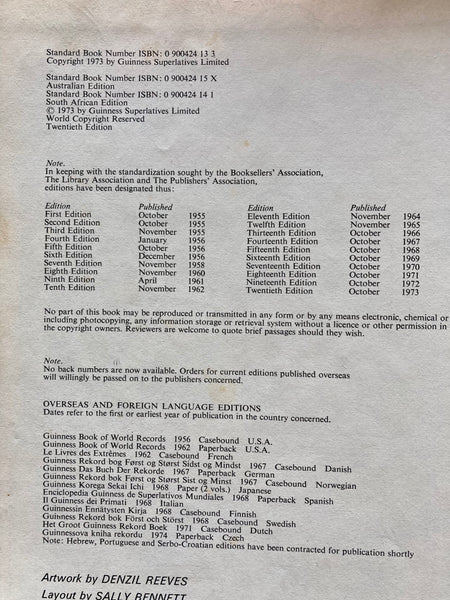 Standard Book Number ISBN: 0 900424 13 3
Copyright 1973 by Guinness Superlatives Limited
Standard Book Number ISBN: 0 900424 15 X
Australian Edition
Standard Book Number ISBN: 0 900424 14 1
South African Edition
© 1973 by Guinness Superlatives Limited
World Copyright Reserved
Twentieth Edition
Note.
In keeping with the standardization sought by the Booksellers' Association,
The Library Association and The Publishers' Association,
editions have been designated thus:
Edition Published Edition Published
First Edition October 1955 Eleventh Edition November 1964
Second Edition October 1955 Twelfth Edition November 1965
Third Edition November 1955 Thirteenth Edition October 1966
Fourth Edition January 1956 Fourteenth Edition October 1967
Fifth Edition October 1956 Fifteenth Edition October 1968
Sixth Edition December 1956 Sixteenth Edition October 1969
Seventh Edition November 1958 Seventeenth Edition October 1970
Eighth Edition November 1960 Eighteenth Edition October 1971
Ninth Edition April 1961 Nineteenth Edition October 1972
Tenth Edition November 1962 Twentieth Edition October 1973
No part of this book may be reproduced or transmitted in any form or by any means electronic, chemical or
including photocopying, any information storage or retrieval system without a licence or other permission in
the copyright owners. Reviewers are welcome to quote brief passages should they wish.
Note.
No back numbers are now available. Orders for current editions published overseas
will willingly be passed on to the publishers concerned.
OVERSEAS AND FOREIGN LANGUAGE EDITIONS
Dates refer to the first or earliest year of publication in the country concerned.
Guinness Book of World Records 1956 Casebound U.S.A.
Guinness Book of World Records 1962 Paperback U.S.A.
Le Livres des Extrêmes 1962 Casebound French
Guinness Rekord bog Først og Størst Sidst og Mindst 1967 Casebound Danish
Guinness Das Buch Der Rekorde 1967 Paperback German
Guinness Rekord bok Først og Størst Sist og Minst 1967 Casebound Norwegian
Guinness Korega Sekai Ichi 1968 Paper (2 vols.) Japanese
Enciclopedia Guinness de Superlativos Mundiales 1968 Paperback Spanish
Il Guinness dei Primati 1968 Italian
Guinnessin Ennätysten Kirja 1968 Casebound Finnish
Guinness Rekord bok Först och Störst 1968 Casebound Swedish
Het Groot Guinness Rekord Boek 1971 Casebound Dutch
Guinnessova kniha rekordu 1974 Paperback Czech
Note: Hebrew, Portuguese and Serbo-Croatian editions have been contracted for publication shortly
Artwork by DENZIL REEVES
Layout by SALLY BENNETT